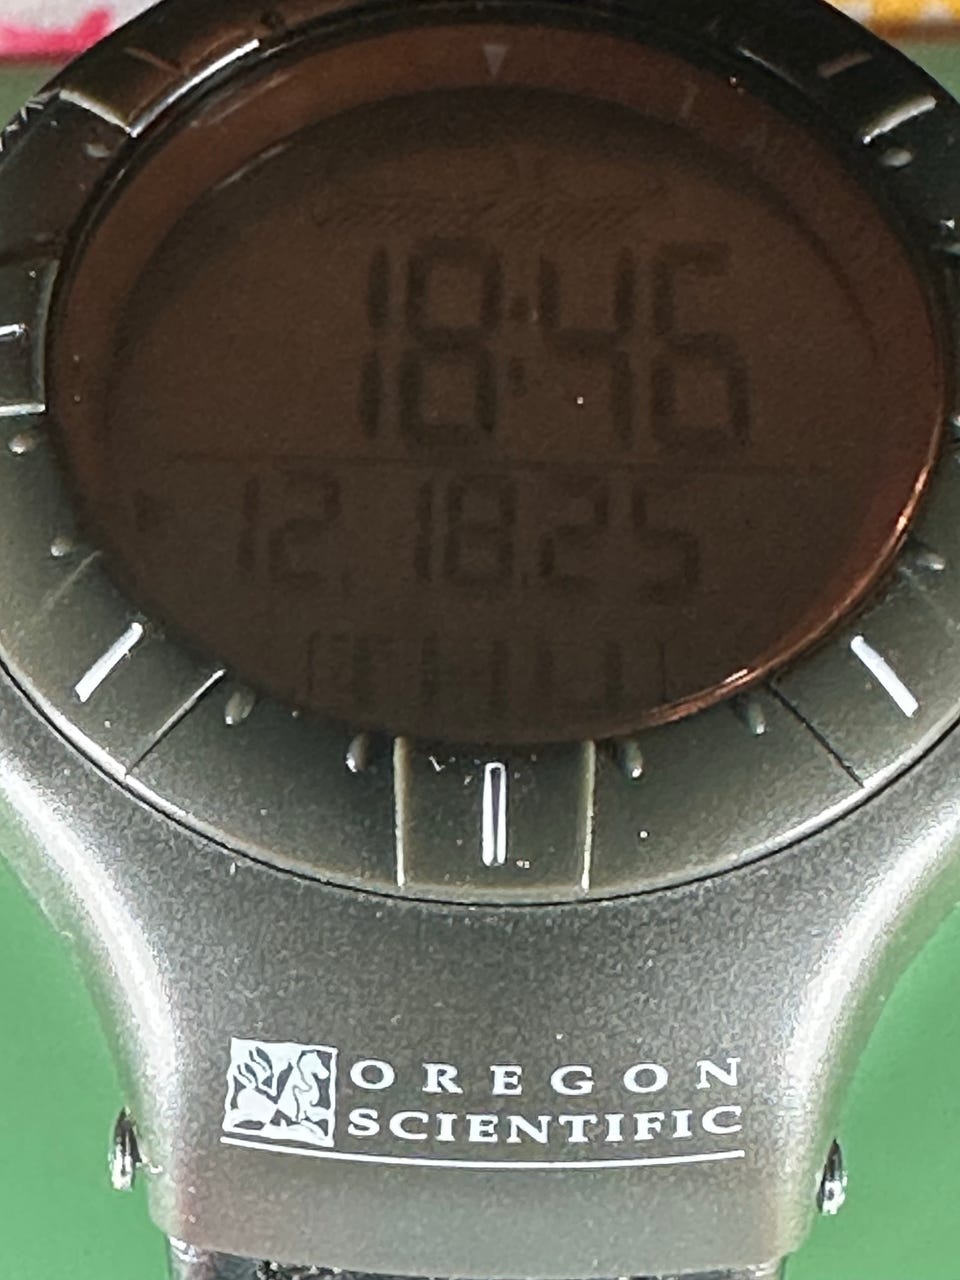 18:46
12.18.25
OREGON
SCIENTIFIC